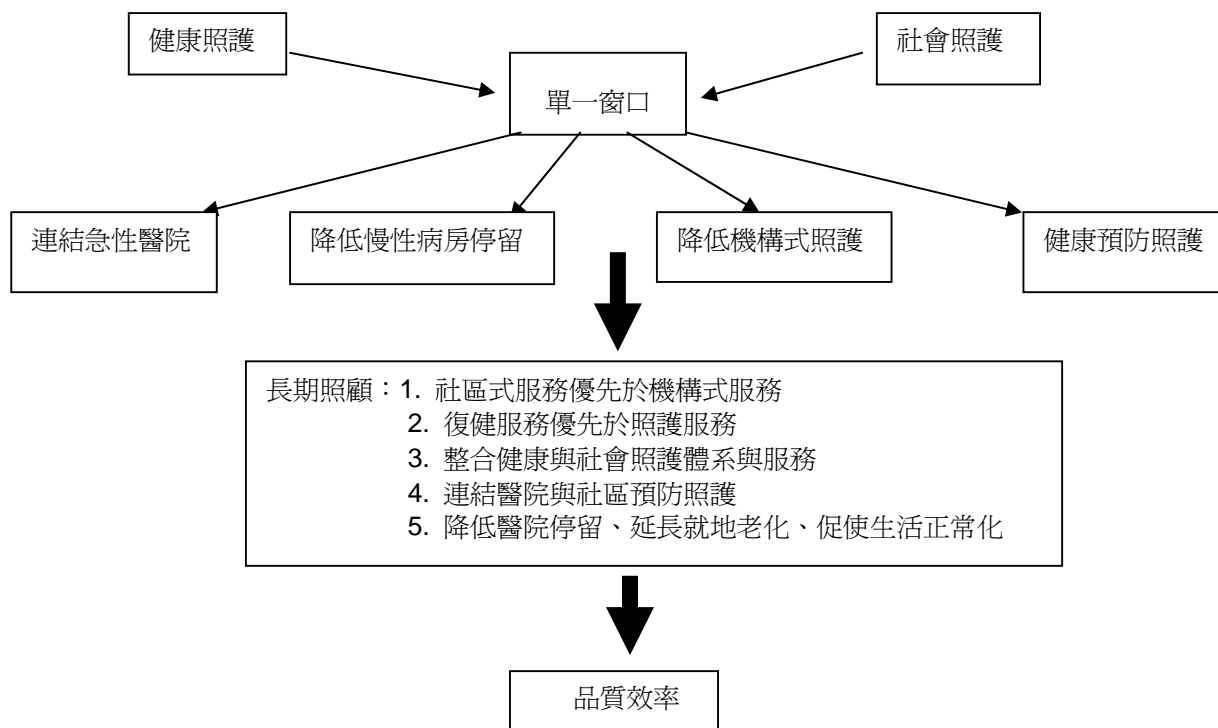 健康照護
社會照護
單一窗口
連結急性醫院
降低慢性病房停留
降低機構式照護
健康預防照護
長期照顧：1. 社區式服務優先於機構式服務
2. 復健服務優先於照護服務
3. 整合健康與社會照護體系與服務
4. 連結醫院與社區預防照護
5. 降低醫院停留、延長就地老化、促使生活正常化
品質效率